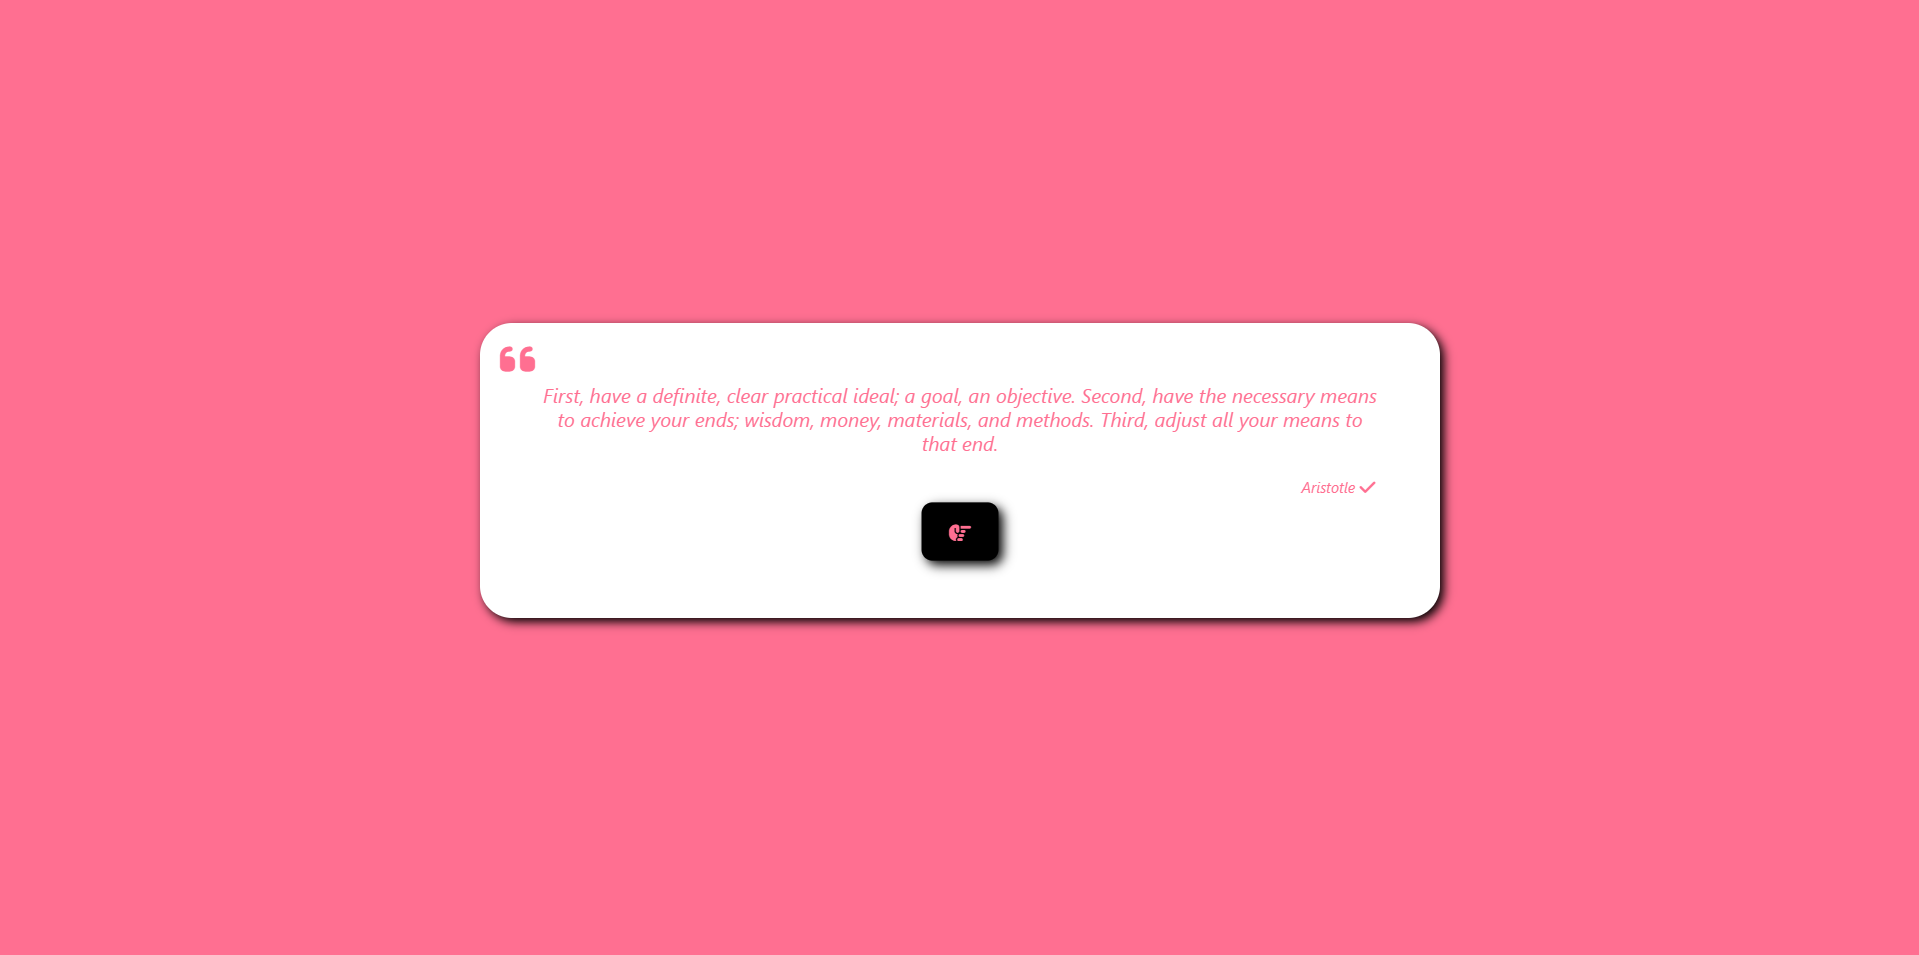 First, have a definite, clear practical ideal; a goal, an objective. Second, have the necessary means
to achieve your ends; wisdom, money, materials, and methods. Third, adjust all your means to
that end.
Aristotle